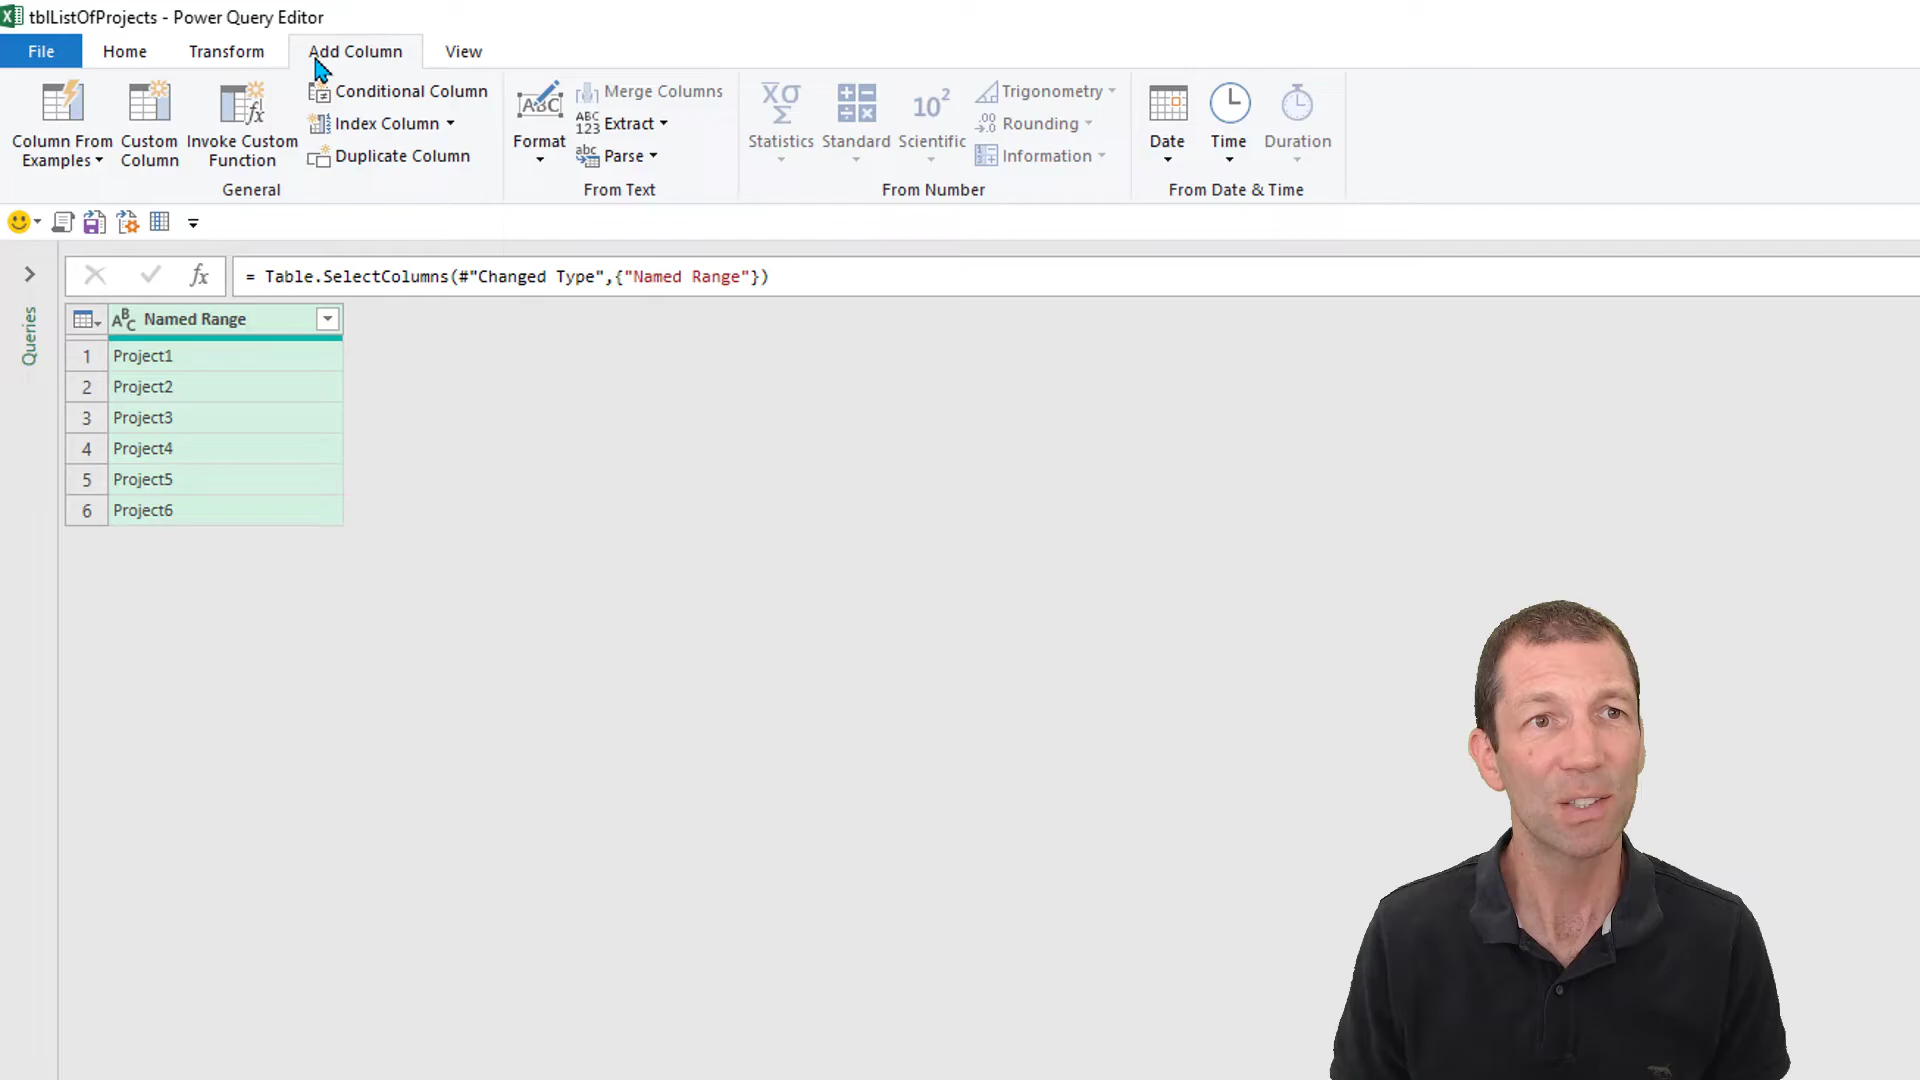 tblListOfProjects - Power Query Editor
File Home Transform Add Column View
Column From Examples
Custom Column
Invoke Custom Function
Conditional Column
Index Column
Duplicate Column
General
Format
Merge Columns
Extract
Parse
From Text
Statistics
Standard
Scientific
Trigonometry
Rounding
Information
From Number
Date
Time
Duration
From Date & Time
Queries
fx = Table.SelectColumns(#"Changed Type",{"Named Range"})
Named Range
1 Project1
2 Project2
3 Project3
4 Project4
5 Project5
6 Project6